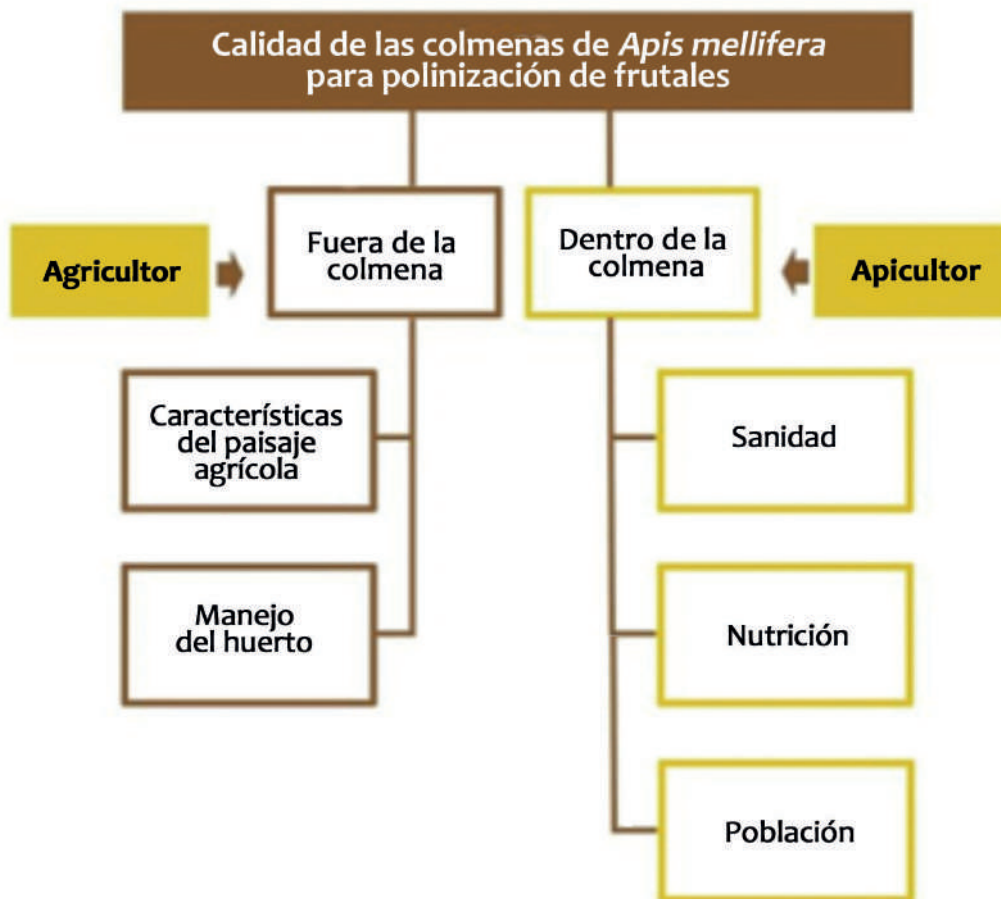 Calidad de las colmenas de Apis mellifera
para polinización de frutales
Agricultor
Fuera de la
colmena
Dentro de la
colmena
Apicultor
Características
del paisaje
agrícola
Sanidad
Manejo
del huerto
Nutrición
Población